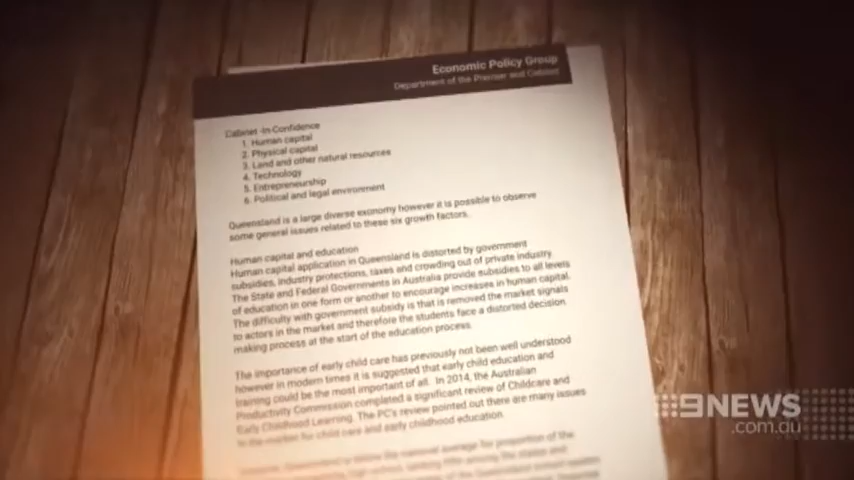 Economic Policy Group
Department of the Premier and Cabinet
Cabinet -In Confidence
1. Human capital
2. Physical capital
3. Land and other natural resources
4. Technology
5. Entrepreneurship
6. Political and legal environment
Queensland is a large diverse exonomy however it is possible to observe
some general issues related to these six growth factors.
Human capital and education
Human capital application in Queensland is distorted by government
subsidies, industry protections, taxes and crowding out of private industry.
The State and Federal Governments in Australia provide subsidies to all levels
of education in one form or another to encourage increases in human capital.
The difficulty with government subsidy is that is removed the market signals
to actors in the market and therefore the students face a distorted decision
making process at the start of the education process.
The importance of early child care has previously not been well understood
however in modern times it is suggested that early child education and
training could be the most important of all. In 2014, the Australian
Productivity Commission completed a significant review of Childcare and
Early Childhood Learning. The PC's review pointed out there are many issues
in the market for child care and early childhood education.
average for proportion of the
9NEWS
.com.au